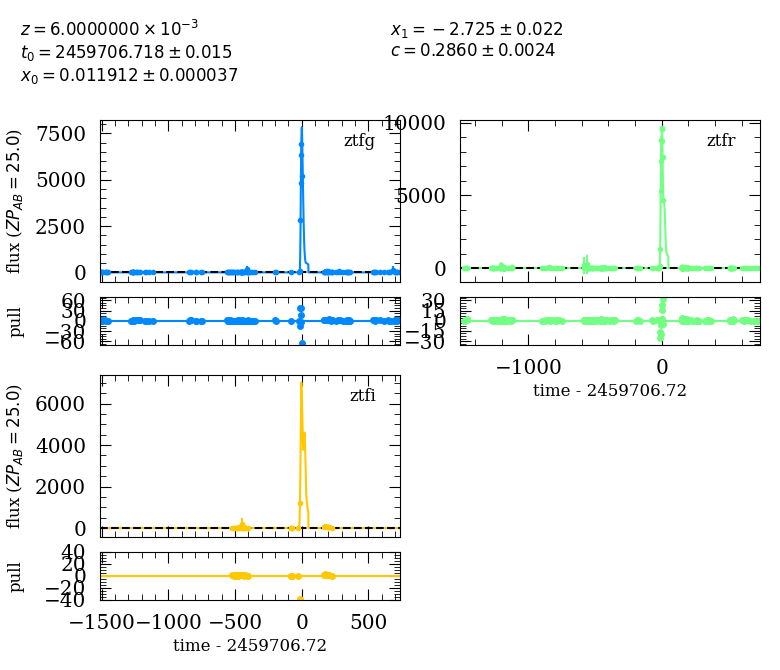 z = 6.0000000 × 10⁻³
t₀ = 2459706.718 ± 0.015
x₀ = 0.011912 ± 0.000037
x₁ = −2.725 ± 0.022
c = 0.2860 ± 0.0024
ztfg
7500
5000
2500
0
flux (ZP_AB = 25.0)
60
30
0
−30
−60
pull
ztfr
10000
5000
0
30
15
0
−15
−30
−1000 0
time - 2459706.72
ztfi
6000
4000
2000
0
flux (ZP_AB = 25.0)
40
20
0
−20
−40
pull
−1500 −1000 −500 0 500
time - 2459706.72